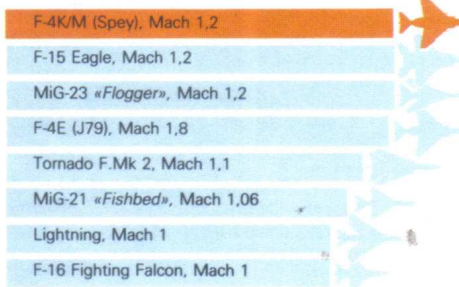 F-4K/M (Spey), Mach 1,2
F-15 Eagle, Mach 1,2
MiG-23 «Flogger», Mach 1,2
F-4E (J79), Mach 1,8
Tornado F.Mk 2, Mach 1,1
MiG-21 «Fishbed», Mach 1,06
Lightning, Mach 1
F-16 Fighting Falcon, Mach 1